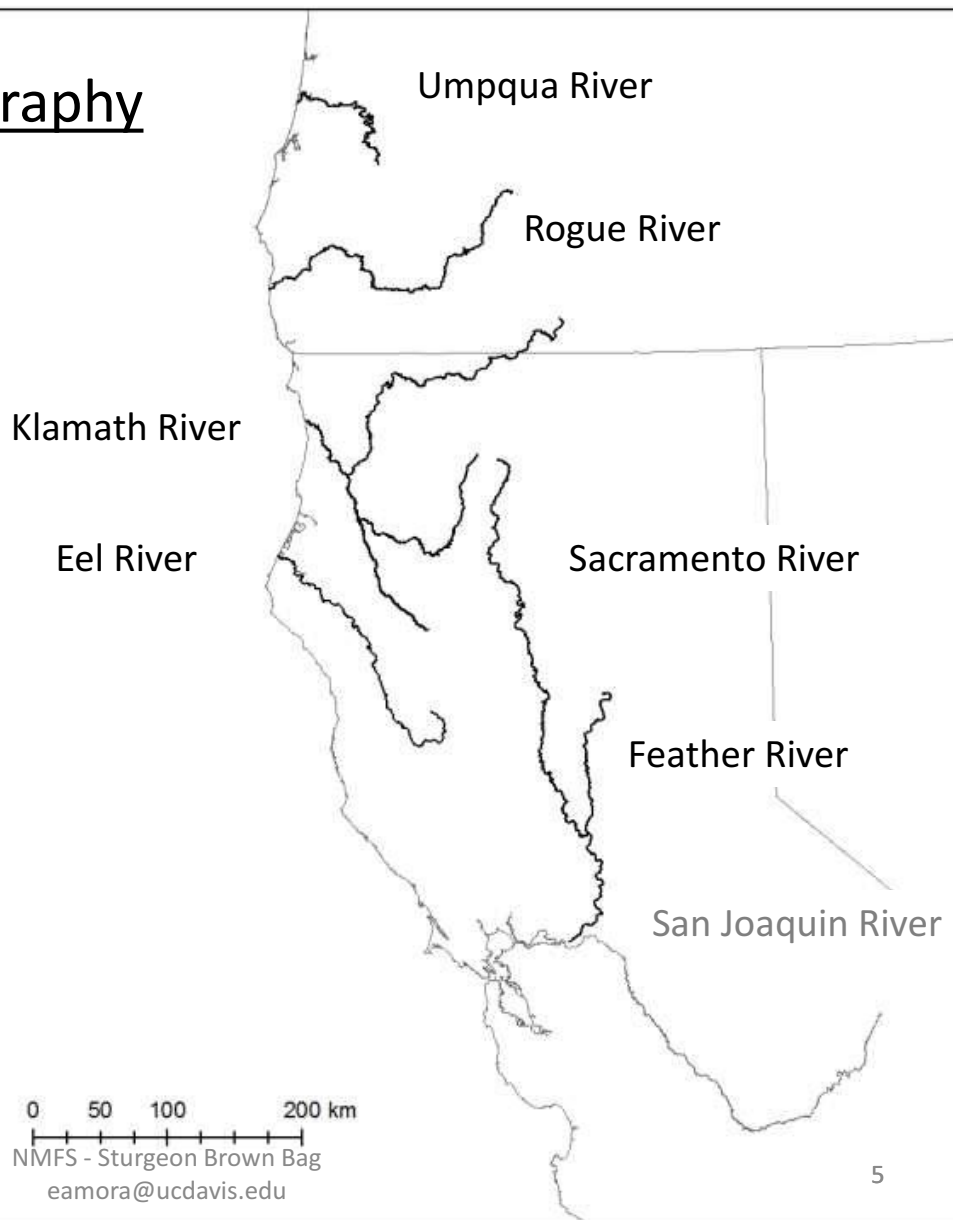 raphy
Umpqua River
Rogue River
Klamath River
Eel River
Sacramento River
Feather River
San Joaquin River
0 50 100 200 km
NMFS - Sturgeon Brown Bag
eamora@ucdavis.edu
5